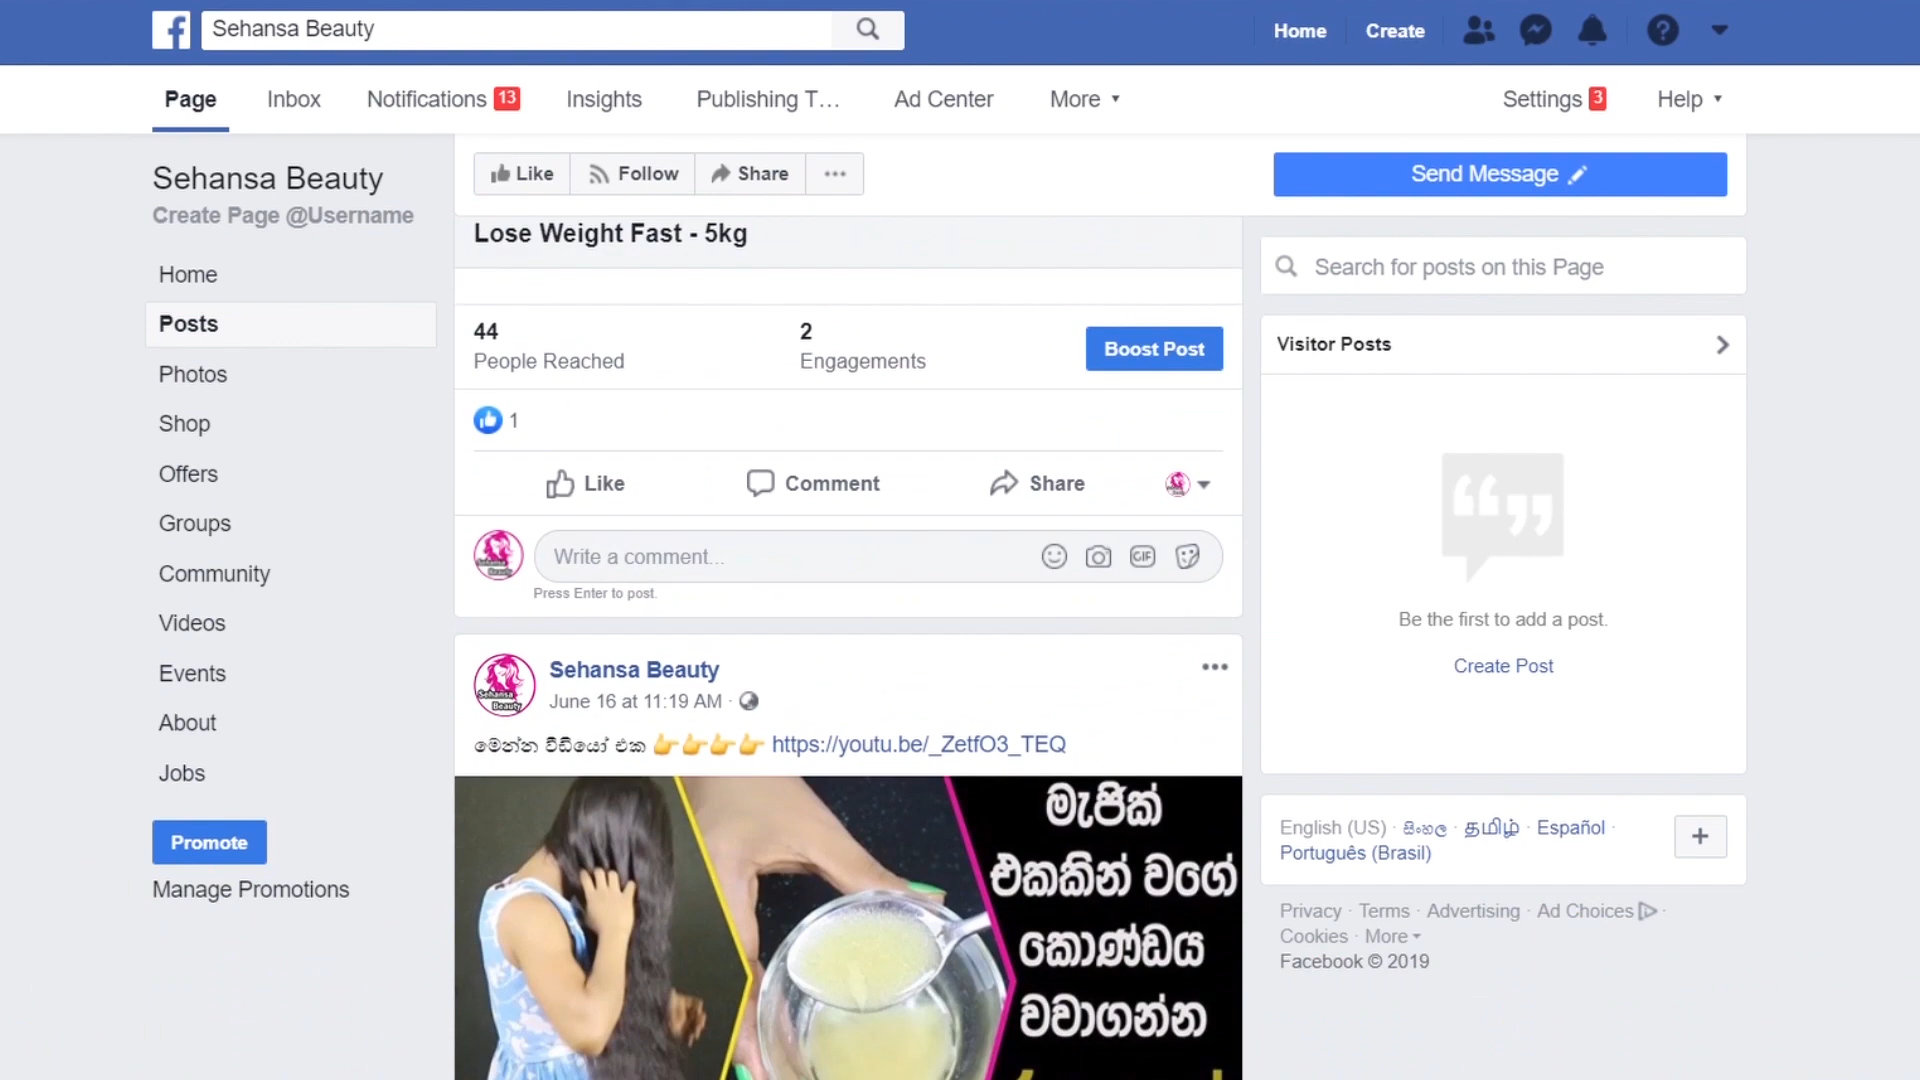 Sehansa Beauty
Home
Create
Page
Inbox
Notifications 13
Insights
Publishing T...
Ad Center
More
Settings 3
Help
Sehansa Beauty
Create Page @Username
Home
Posts
Photos
Shop
Offers
Groups
Community
Videos
Events
About
Jobs
Promote
Manage Promotions
Like
Follow
Share
Send Message
Lose Weight Fast - 5kg
44
People Reached
2
Engagements
Boost Post
1
Like
Comment
Share
Write a comment...
GIF
Press Enter to post.
Sehansa Beauty
Sehansa Beauty
June 16 at 11:19 AM ·
මෙන්න වීඩියෝ එක 👉👉👉👉 https://youtu.be/_ZetfO3_TEQ
මැජික්
එකකින් වගේ
කොණ්ඩය
වවාගන්න
Search for posts on this Page
Visitor Posts
Be the first to add a post.
Create Post
English (US) · සිංහල · தமிழ் · Español ·
Português (Brasil)
Privacy · Terms · Advertising · Ad Choices ·
Cookies · More
Facebook © 2019